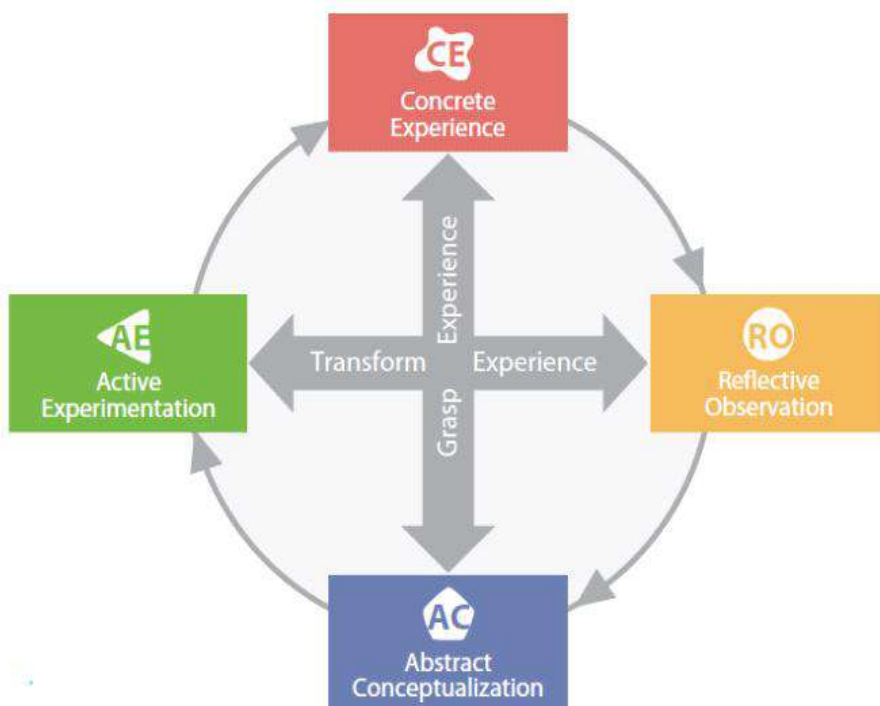 CE
Concrete
Experience
AE
Active
Experimentation
Transform Experience
Grasp Experience
RO
Reflective
Observation
AC
Abstract
Conceptualization